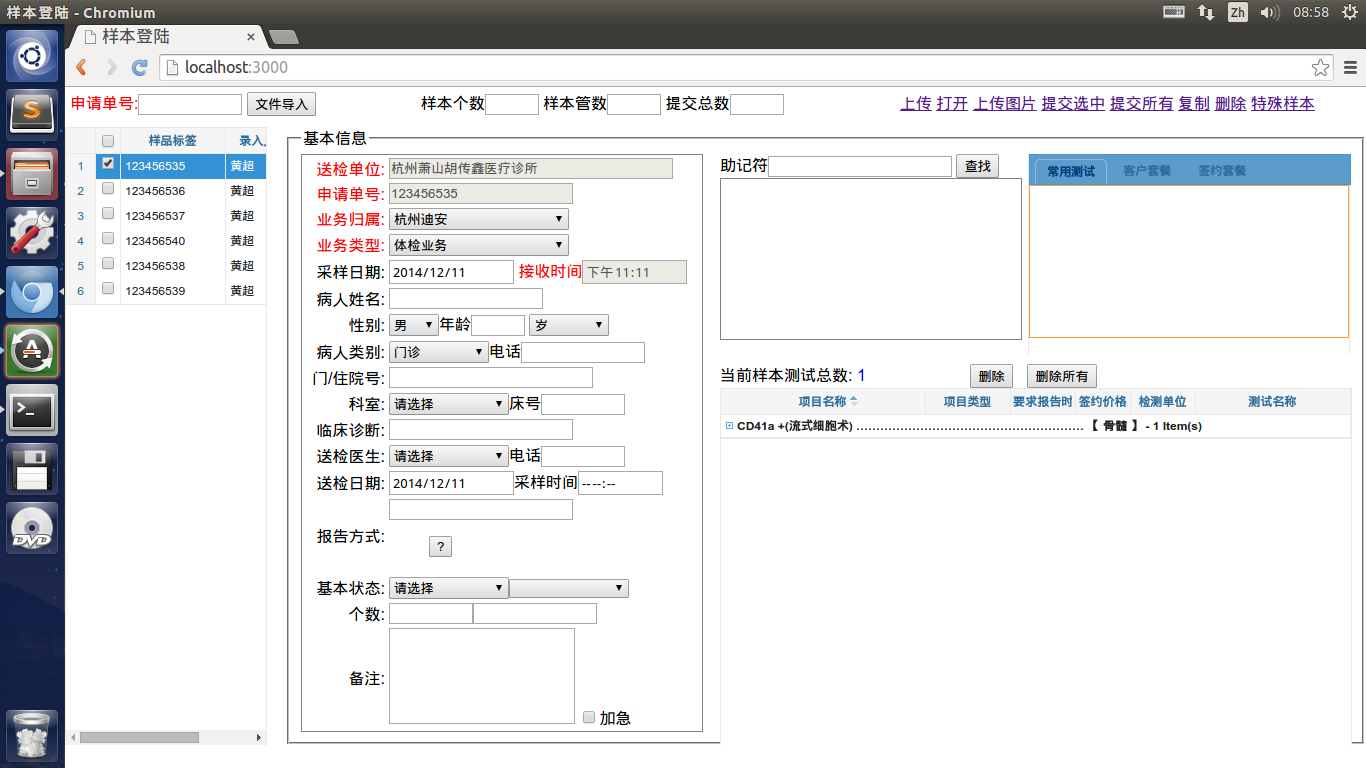 样本登陆 - Chromium
Zh
08:58
样本登陆
localhost:3000
申请单号: 文件导入 样本个数 样本管数 提交总数 上传 打开 上传图片 提交选中 提交所有 复制 删除 特殊样本
样品标签 录入
1 123456535 黄超
2 123456536 黄超
3 123456537 黄超
4 123456540 黄超
5 123456538 黄超
6 123456539 黄超
基本信息
送检单位: 杭州萧山胡传鑫医疗诊所
申请单号: 123456535
业务归属: 杭州迪安
业务类型: 体检业务
采样日期: 2014/12/11 接收时间 下午11:11
病人姓名:
性别: 男 年龄 岁
病人类别: 门诊 电话
门/住院号:
科室: 请选择 床号
临床诊断:
送检医生: 请选择 电话
送检日期: 2014/12/11 采样时间 ----:--
报告方式:
?
基本状态: 请选择
个数:
备注:
加急
助记符 查找
常用测试 客户套餐 签约套餐
当前样本测试总数: 1 删除 删除所有
项目名称 项目类型 要求报告时 签约价格 检测单位 测试名称
CD41a +(流式细胞术) ...................................................... 【 骨髓 】 - 1 Item(s)
S
A
>_
DVD